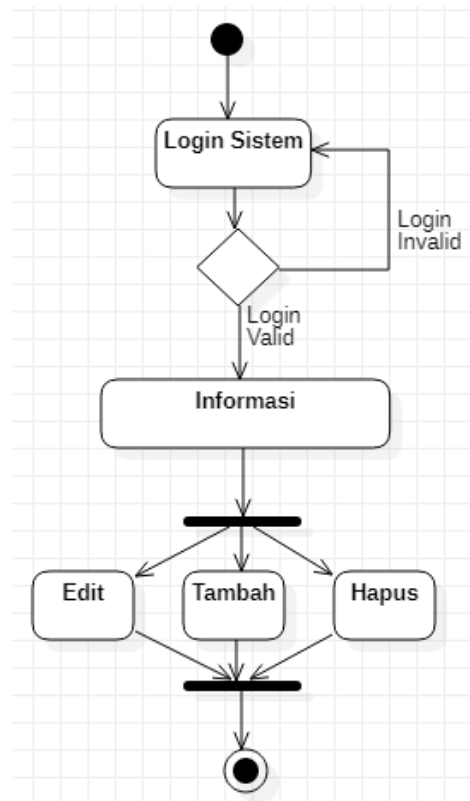 Login Sistem
Login
Invalid
Login
Valid
Informasi
Edit
Tambah
Hapus